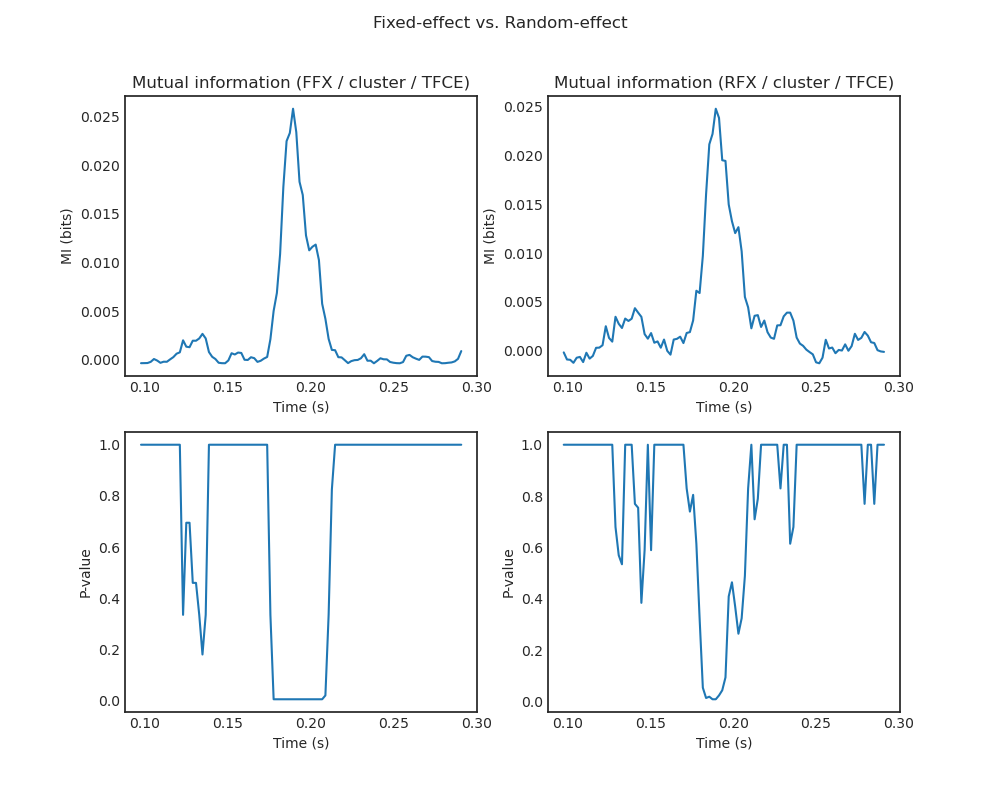 Fixed-effect vs. Random-effect
Mutual information (FFX / cluster / TFCE)
MI (bits)
0.025
0.020
0.015
0.010
0.005
0.000
0.10 0.15 0.20 0.25 0.30
Time (s)
Mutual information (RFX / cluster / TFCE)
MI (bits)
0.025
0.020
0.015
0.010
0.005
0.000
0.10 0.15 0.20 0.25 0.30
Time (s)
P-value
1.0
0.8
0.6
0.4
0.2
0.0
0.10 0.15 0.20 0.25 0.30
Time (s)
P-value
1.0
0.8
0.6
0.4
0.2
0.0
0.10 0.15 0.20 0.25 0.30
Time (s)